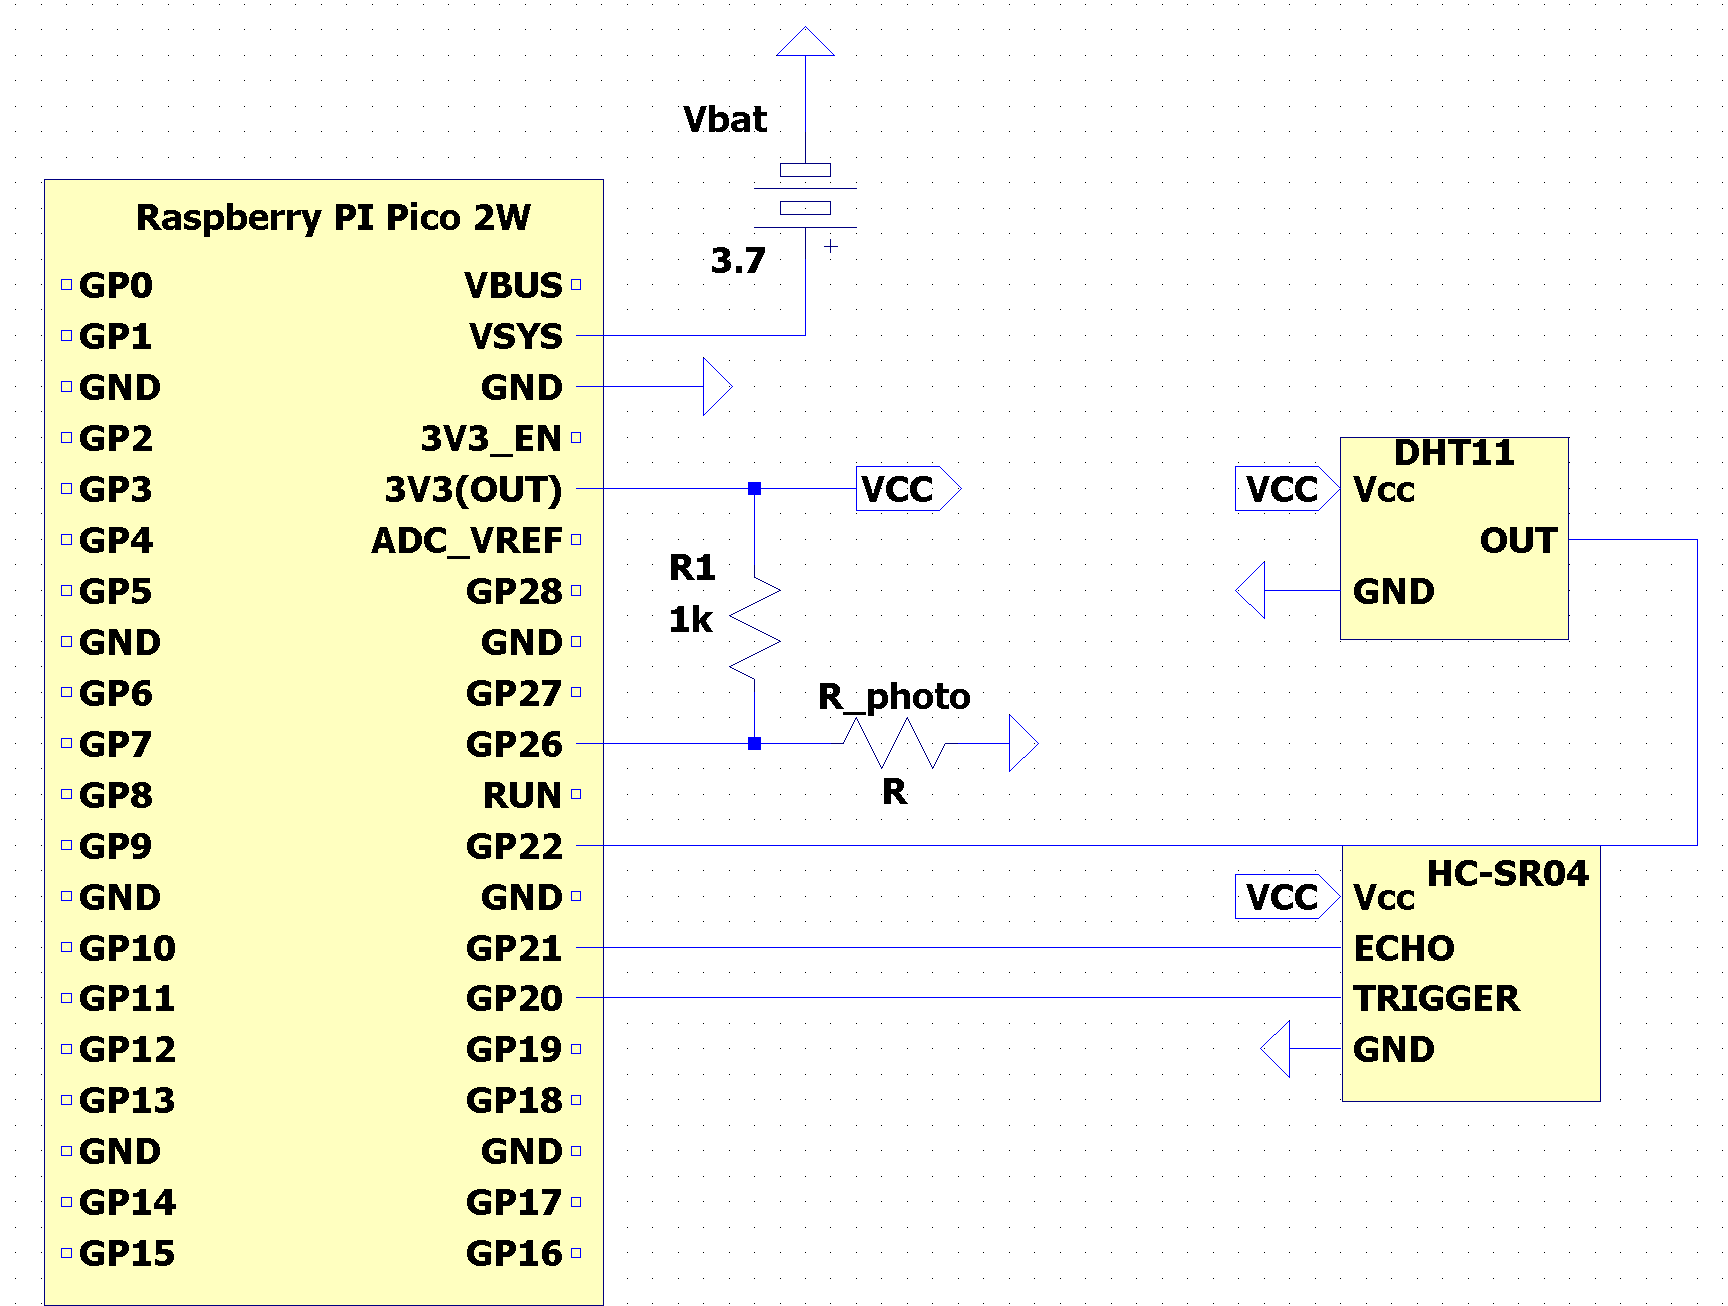 Vbat
3.7
Raspberry PI Pico 2W
GP0 VBUS
GP1 VSYS
GND GND
GP2 3V3_EN
GP3 3V3(OUT)
GP4 ADC_VREF
GP5 GP28
GND GND
GP6 GP27
GP7 GP26
GP8 RUN
GP9 GP22
GND GND
GP10 GP21
GP11 GP20
GP12 GP19
GP13 GP18
GND GND
GP14 GP17
GP15 GP16
VCC
R1
1k
R_photo
R
DHT11
VCC Vcc
OUT
GND
HC-SR04
VCC Vcc
ECHO
TRIGGER
GND
+